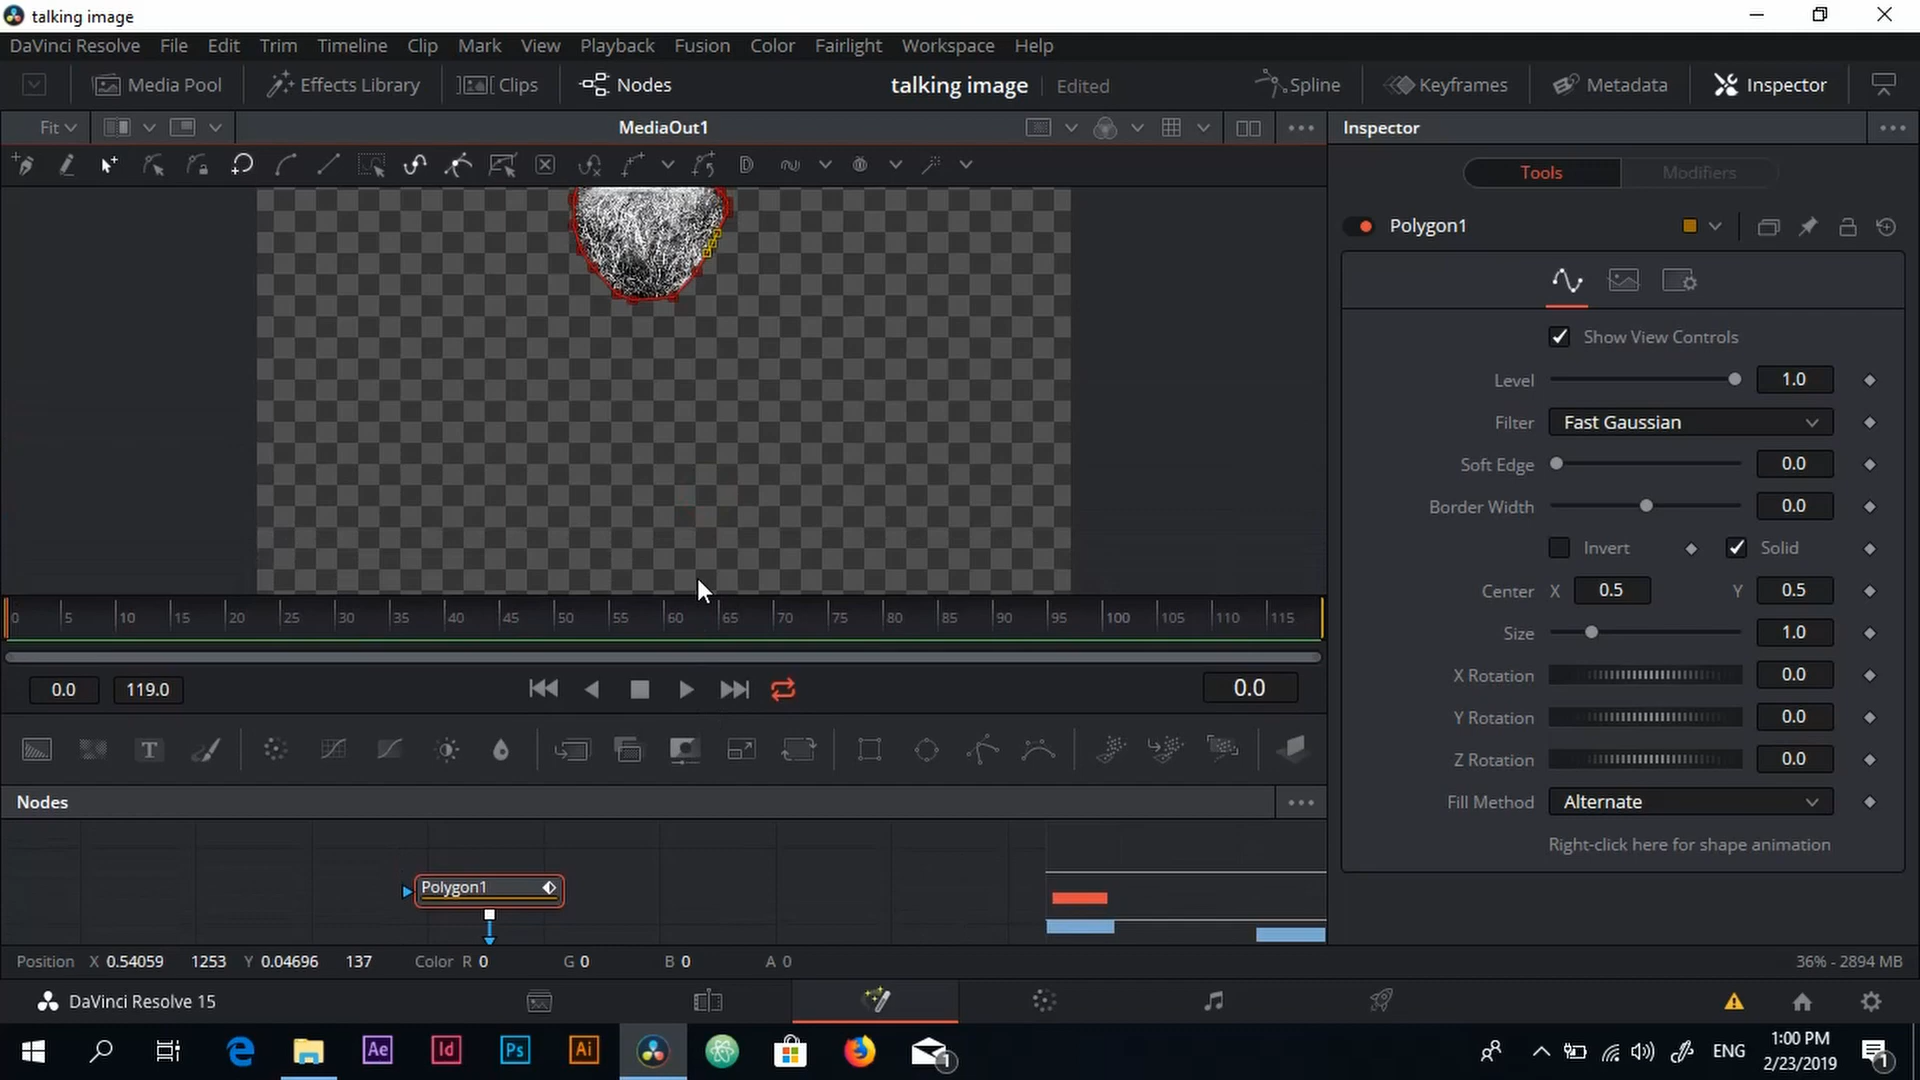 talking image
DaVinci Resolve File Edit Trim Timeline Clip Mark View Playback Fusion Color Fairlight Workspace Help
Media Pool Effects Library Clips Nodes talking image Edited Spline Keyframes Metadata Inspector
Fit MediaOut1 Inspector
Tools Modifiers
Polygon1
Show View Controls
Level 1.0
Filter Fast Gaussian
Soft Edge 0.0
Border Width 0.0
Invert Solid
Center X 0.5 Y 0.5
0 5 10 15 20 25 30 35 40 45 50 55 60 65 70 75 80 85 90 95 100 105 110 115
Size 1.0
X Rotation 0.0
0.0 119.0 0.0
Y Rotation 0.0
Z Rotation 0.0
Nodes
Fill Method Alternate
Right-click here for shape animation
Polygon1
Position X 0.54059 1253 Y 0.04696 137 Color R 0 G 0 B 0 A 0 36% - 2894 MB
DaVinci Resolve 15
Ae Id Ps Ai 1 ENG 1:00 PM
2/23/2019 1